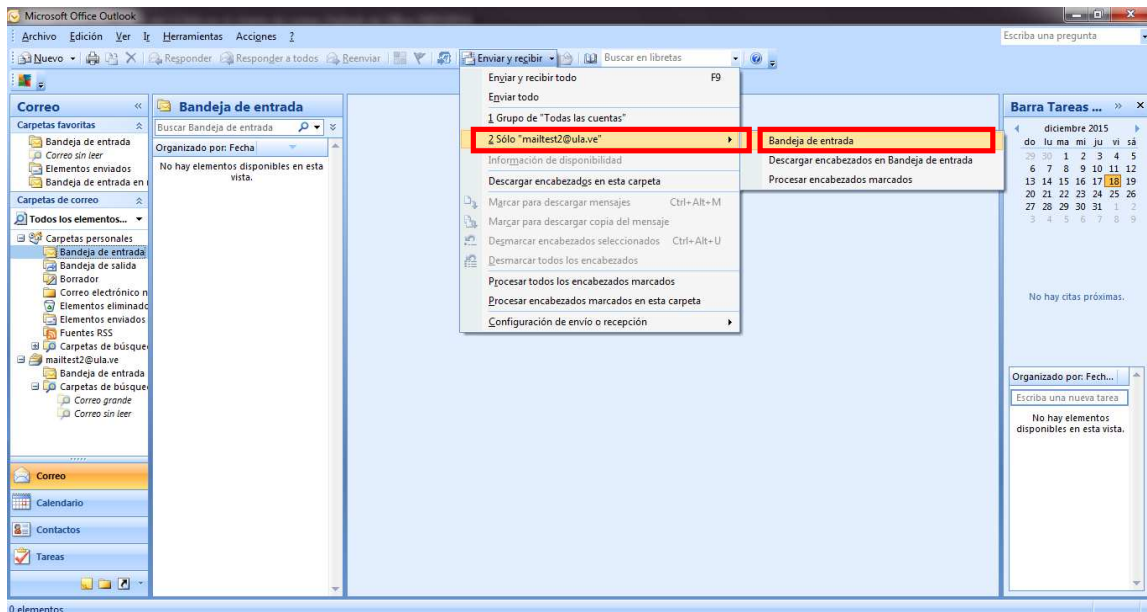 Microsoft Office Outlook
Archivo Edición Ver Ir Herramientas Acciones ?
Escriba una pregunta
Nuevo Responder Responder a todos Reenviar Enviar y recibir Buscar en libretas
Correo
Carpetas favoritas
Bandeja de entrada
Correo sin leer
Elementos enviados
Bandeja de entrada en
Carpetas de correo
Todos los elementos...
Carpetas personales
Bandeja de entrada
Bandeja de salida
Borrador
Correo electrónico n
Elementos eliminado
Elementos enviados
Fuentes RSS
Carpetas de búsque
mailtest2@ula.ve
Bandeja de entrada
Carpetas de búsque
Correo grande
Correo sin leer
Correo
Calendario
Contactos
Tareas
0 elementos
Bandeja de entrada
Buscar Bandeja de entrada
Organizado por: Fecha
No hay elementos disponibles en esta
vista.
Enviar y recibir todo F9
Enviar todo
1 Grupo de "Todas las cuentas"
2 Sólo "mailtest2@ula.ve"
Información de disponibilidad
Descargar encabezados en esta carpeta
Marcar para descargar mensajes Ctrl+Alt+M
Marcar para descargar copia del mensaje
Desmarcar encabezados seleccionados Ctrl+Alt+U
Desmarcar todos los encabezados
Procesar todos los encabezados marcados
Procesar encabezados marcados en esta carpeta
Configuración de envío o recepción
Bandeja de entrada
Descargar encabezados en Bandeja de entrada
Procesar encabezados marcados
Barra Tareas ...
diciembre 2015
do lu ma mi ju vi sá
29 30 1 2 3 4 5
6 7 8 9 10 11 12
13 14 15 16 17 18 19
20 21 22 23 24 25 26
27 28 29 30 31 1 2
3 4 5 6 7 8 9
No hay citas próximas.
Organizado por: Fech...
Escriba una nueva tarea
No hay elementos
disponibles en esta vista.